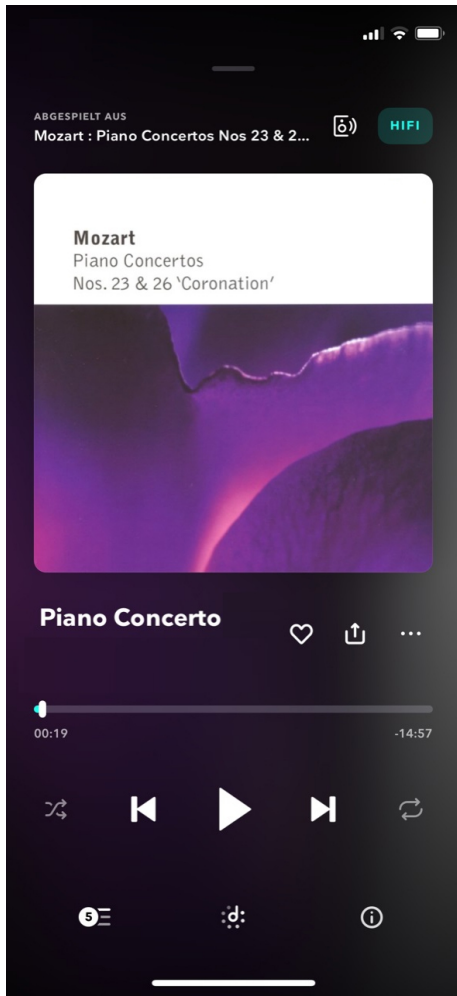 ABGESPIELT AUS
Mozart : Piano Concertos Nos 23 & 2...
HIFI
Mozart
Piano Concertos
Nos. 23 & 26 ‘Coronation’
Piano Concerto
00:19
-14:57
5